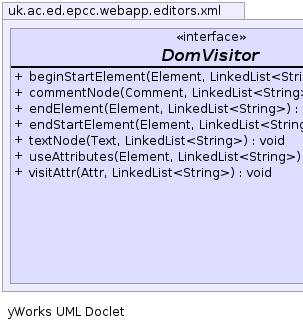 uk.ac.ed.epcc.webapp.editors.xml
«interface»
DomVisitor
+ beginStartElement(Element, LinkedList<Stri
+ commentNode(Comment, LinkedList<String>
+ endElement(Element, LinkedList<String>) :
+ endStartElement(Element, LinkedList<String
+ textNode(Text, LinkedList<String>) : void
+ useAttributes(Element, LinkedList<String>)
+ visitAttr(Attr, LinkedList<String>) : void
yWorks UML Doclet